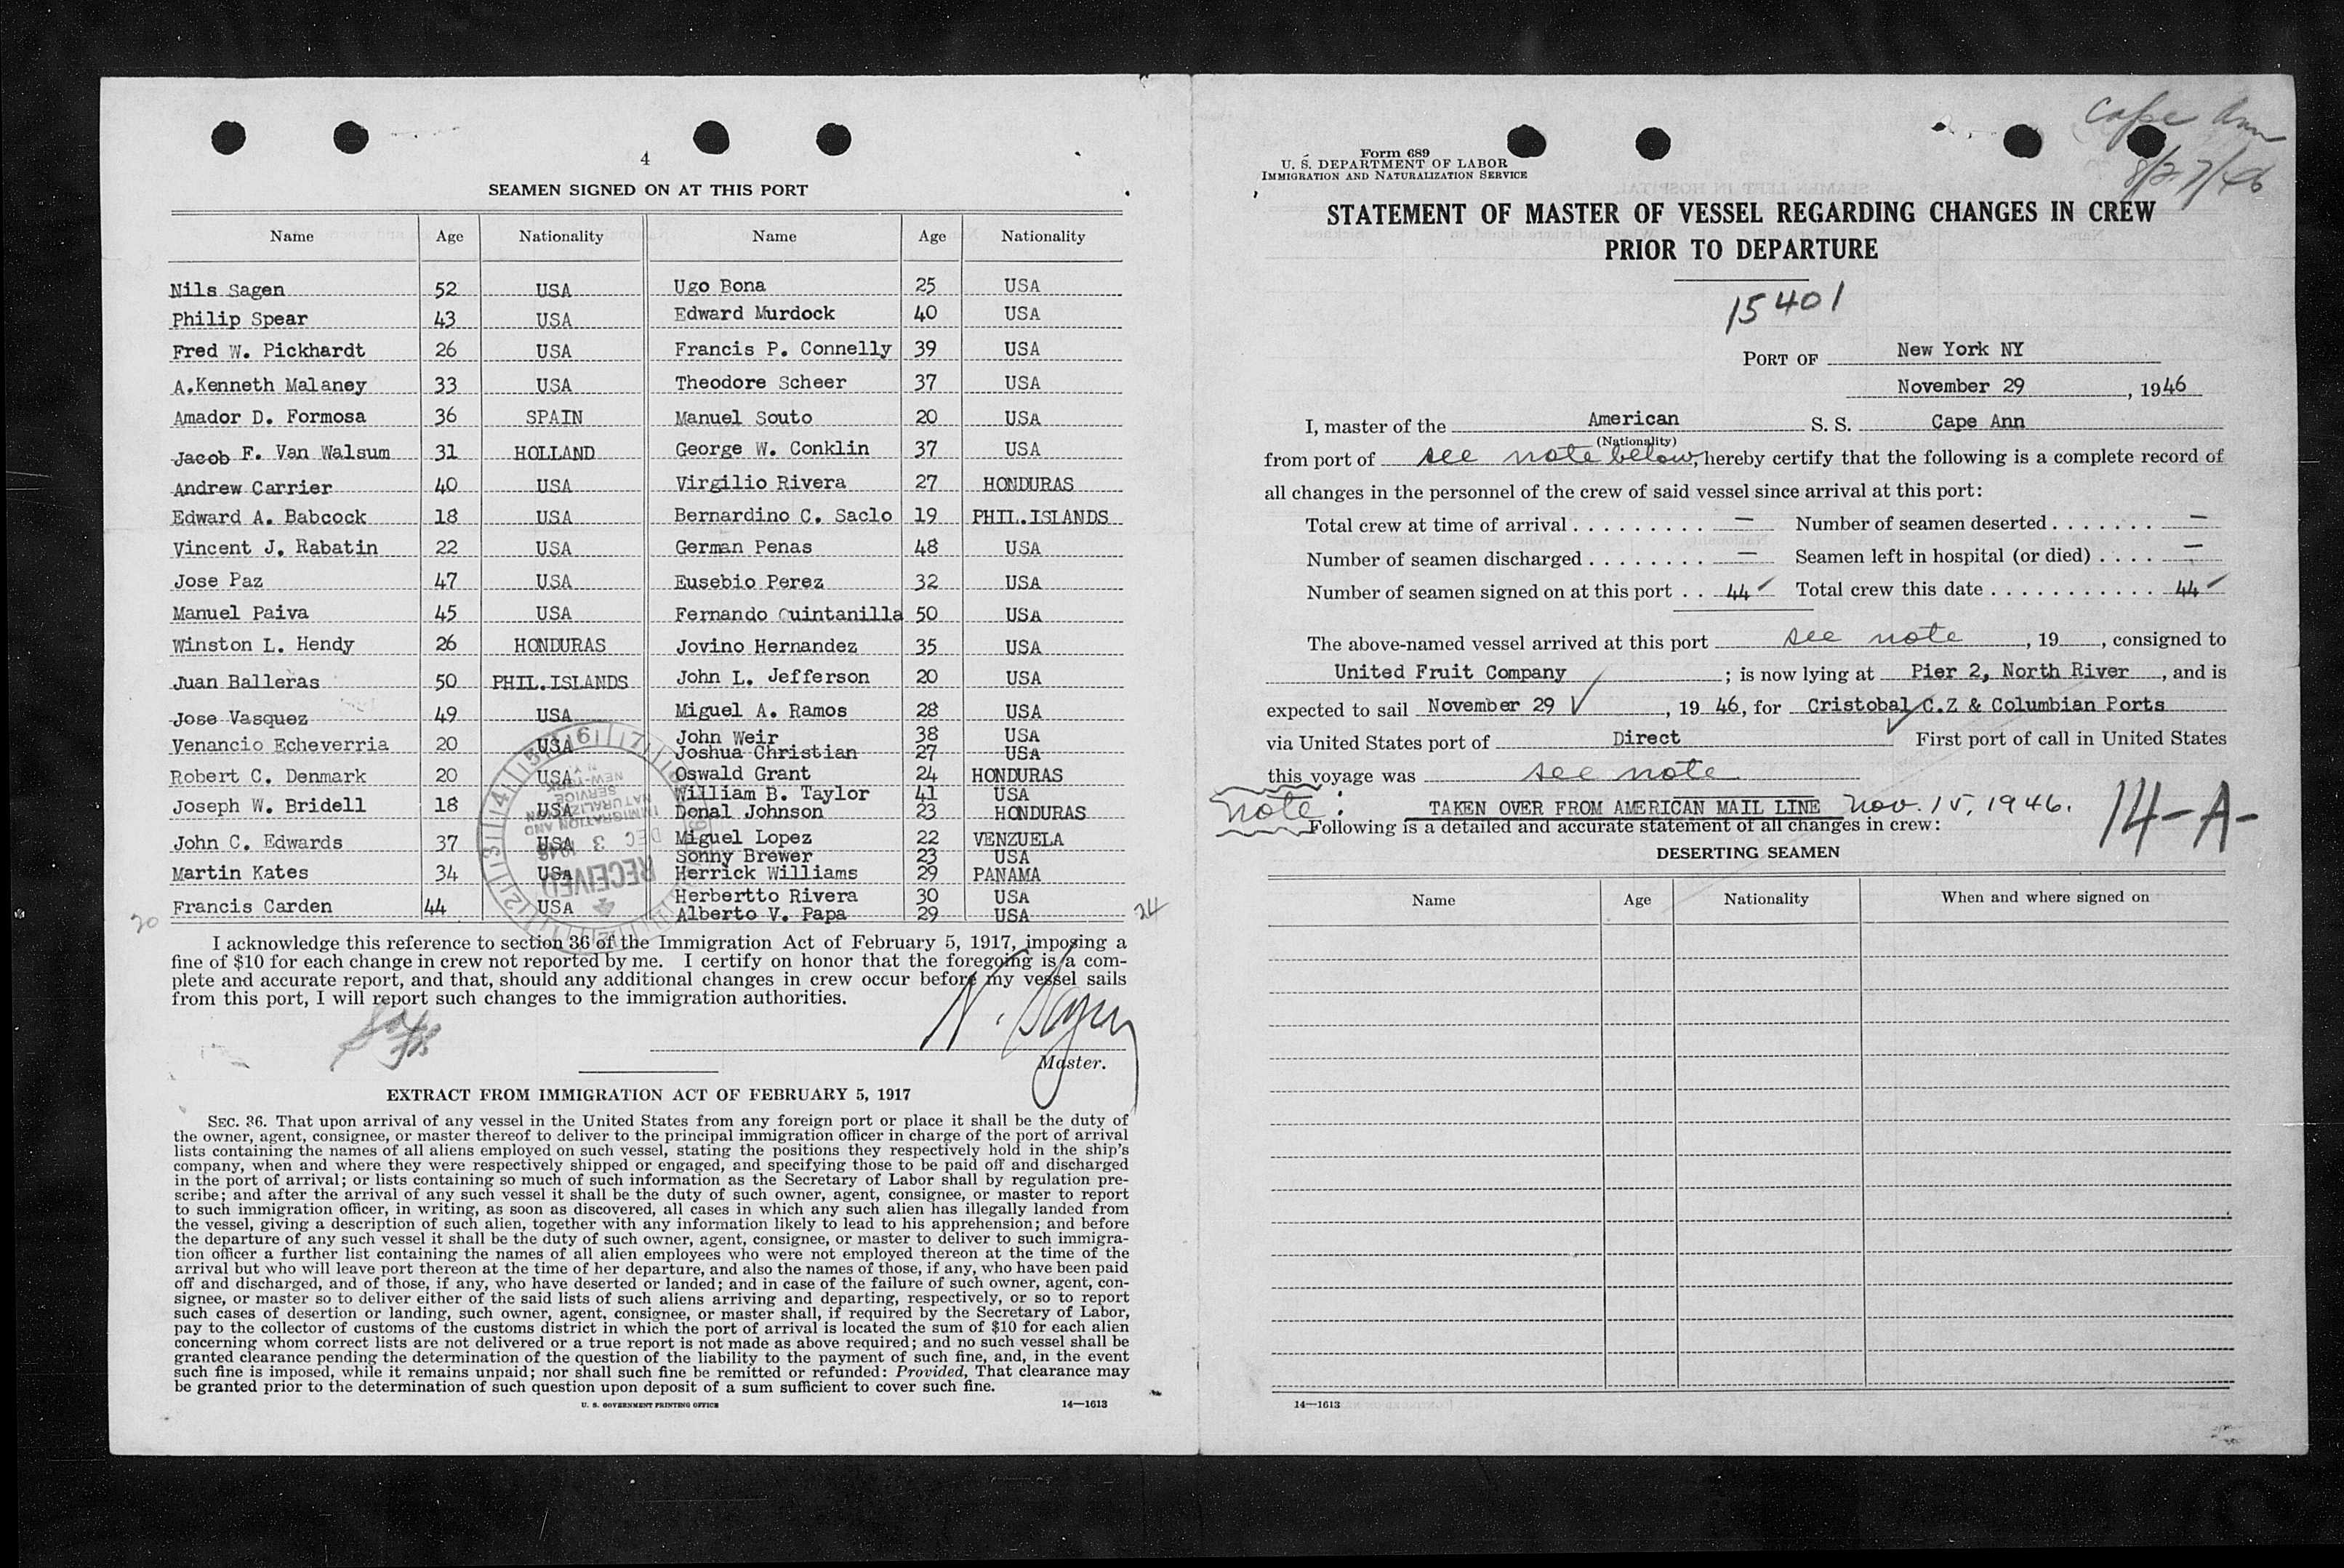 4
SEAMEN SIGNED ON AT THIS PORT
Name Age Nationality Name Age Nationality
Nils Sagen 52 USA Ugo Bona 25 USA
Philip Spear 43 USA Edward Murdock 40 USA
Fred W. Pickhardt 26 USA Francis P. Connelly 39 USA
A.Kenneth Malaney 33 USA Theodore Scheer 37 USA
Amador D. Formosa 36 SPAIN Manuel Souto 20 USA
Jacob F. Van Walsum 31 HOLLAND George W. Conklin 37 USA
Andrew Carrier 40 USA Virgilio Rivera 27 HONDURAS
Edward A. Babcock 18 USA Bernardino C. Saclo 19 PHIL.ISLANDS
Vincent J. Rabatin 22 USA German Penas 48 USA
Jose Paz 47 USA Eusebio Perez 32 USA
Manuel Paiva 45 USA Fernando Quintanilla 50 USA
Winston L. Hendy 26 HONDURAS Jovino Hernandez 35 USA
Juan Balleras 50 PHIL.ISLANDS John L. Jefferson 20 USA
Jose Vasquez 49 USA Miguel A. Ramos 28 USA
John Weir 38 USA
Venancio Echeverria 20 USA Joshua Christian 27 USA
Robert C. Denmark 20 USA Oswald Grant 24 HONDURAS
William B. Taylor 41 USA
Joseph W. Bridell 18 USA Donal Johnson 23 HONDURAS
John C. Edwards 37 USA Miguel Lopez 22 VENZUELA
Sonny Brewer 23 USA
Martin Kates 34 USA Herrick Williams 29 PANAMA
Herbertto Rivera 30 USA
Francis Carden 44 USA Alberto V. Papa 29 USA
20 24
RECEIVED
DEC 3 1946
IMMIGRATION AND
NATURALIZATION
SERVICE
NEW-YORK
N.Y.
I acknowledge this reference to section 36 of the Immigration Act of February 5, 1917, imposing a
fine of $10 for each change in crew not reported by me. I certify on honor that the foregoing is a com-
plete and accurate report, and that, should any additional changes in crew occur before my vessel sails
from this port, I will report such changes to the immigration authorities.
N. Sagen
Master.
EXTRACT FROM IMMIGRATION ACT OF FEBRUARY 5, 1917
SEC. 36. That upon arrival of any vessel in the United States from any foreign port or place it shall be the duty of
the owner, agent, consignee, or master thereof to deliver to the principal immigration officer in charge of the port of arrival
lists containing the names of all aliens employed on such vessel, stating the positions they respectively hold in the ship's
company, when and where they were respectively shipped or engaged, and specifying those to be paid off and discharged
in the port of arrival; or lists containing so much of such information as the Secretary of Labor shall by regulation pre-
scribe; and after the arrival of any such vessel it shall be the duty of such owner, agent, consignee, or master to report
to such immigration officer, in writing, as soon as discovered, all cases in which any such alien has illegally landed from
the vessel, giving a description of such alien, together with any information likely to lead to his apprehension; and before
the departure of any such vessel it shall be the duty of such owner, agent, consignee, or master to deliver to such immigra-
tion officer a further list containing the names of all alien employees who were not employed thereon at the time of the
arrival but who will leave port thereon at the time of her departure, and also the names of those, if any, who have been paid
off and discharged, and of those, if any, who have deserted or landed; and in case of the failure of such owner, agent, con-
signee, or master so to deliver either of the said lists of such aliens arriving and departing, respectively, or so to report
such cases of desertion or landing, such owner, agent, consignee, or master shall, if required by the Secretary of Labor,
pay to the collector of customs of the customs district in which the port of arrival is located the sum of $10 for each alien
concerning whom correct lists are not delivered or a true report is not made as above required; and no such vessel shall be
granted clearance pending the determination of the question of the liability to the payment of such fine, and, in the event
such fine is imposed, while it remains unpaid; nor shall such fine be remitted or refunded: Provided, That clearance may
be granted prior to the determination of such question upon deposit of a sum sufficient to cover such fine.
U. S. GOVERNMENT PRINTING OFFICE 14—1613
Cape Ann
8/27/46
Form 689
U. S. DEPARTMENT OF LABOR
IMMIGRATION AND NATURALIZATION SERVICE
STATEMENT OF MASTER OF VESSEL REGARDING CHANGES IN CREW
PRIOR TO DEPARTURE
15401
PORT OF New York NY
November 29, 1946
I, master of the American S. S. Cape Ann
(Nationality)
from port of see note below, hereby certify that the following is a complete record of
all changes in the personnel of the crew of said vessel since arrival at this port:
Total crew at time of arrival . . . . . . . . . — Number of seamen deserted . . . . . . . —
Number of seamen discharged . . . . . . . . — Seamen left in hospital (or died) . . . . —
Number of seamen signed on at this port . . 44 Total crew this date . . . . . . . . . . . . 44
The above-named vessel arrived at this port see note, 19 , consigned to
United Fruit Company ; is now lying at Pier 2, North River, and is
expected to sail November 29, 19 46, for Cristobal C.Z & Columbian Ports
via United States port of Direct First port of call in United States
this voyage was see note
note: TAKEN OVER FROM AMERICAN MAIL LINE Nov. 15, 1946.
14-A-
Following is a detailed and accurate statement of all changes in crew:
DESERTING SEAMEN
Name Age Nationality When and where signed on
14—1613